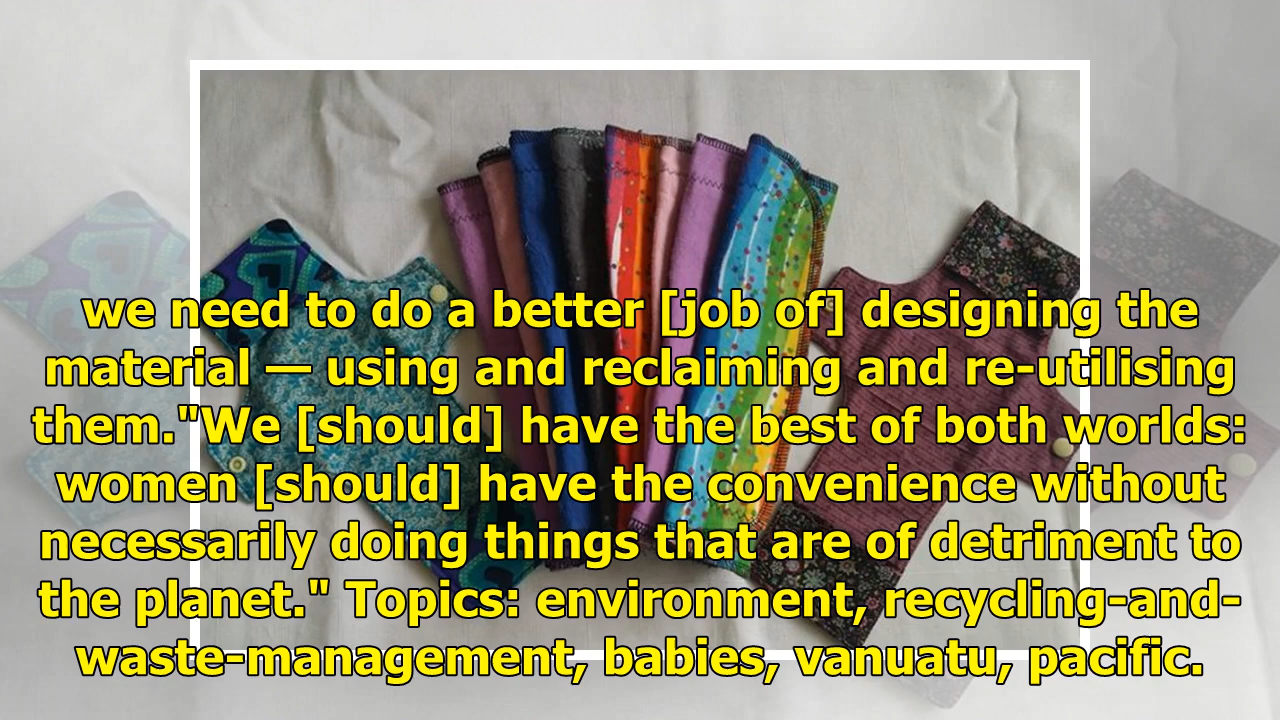 we need to do a better [job of] designing the
material — using and reclaiming and re-utilising
them."We [should] have the best of both worlds:
women [should] have the convenience without
necessarily doing things that are of detriment to
the planet." Topics: environment, recycling-and-
waste-management, babies, vanuatu, pacific.